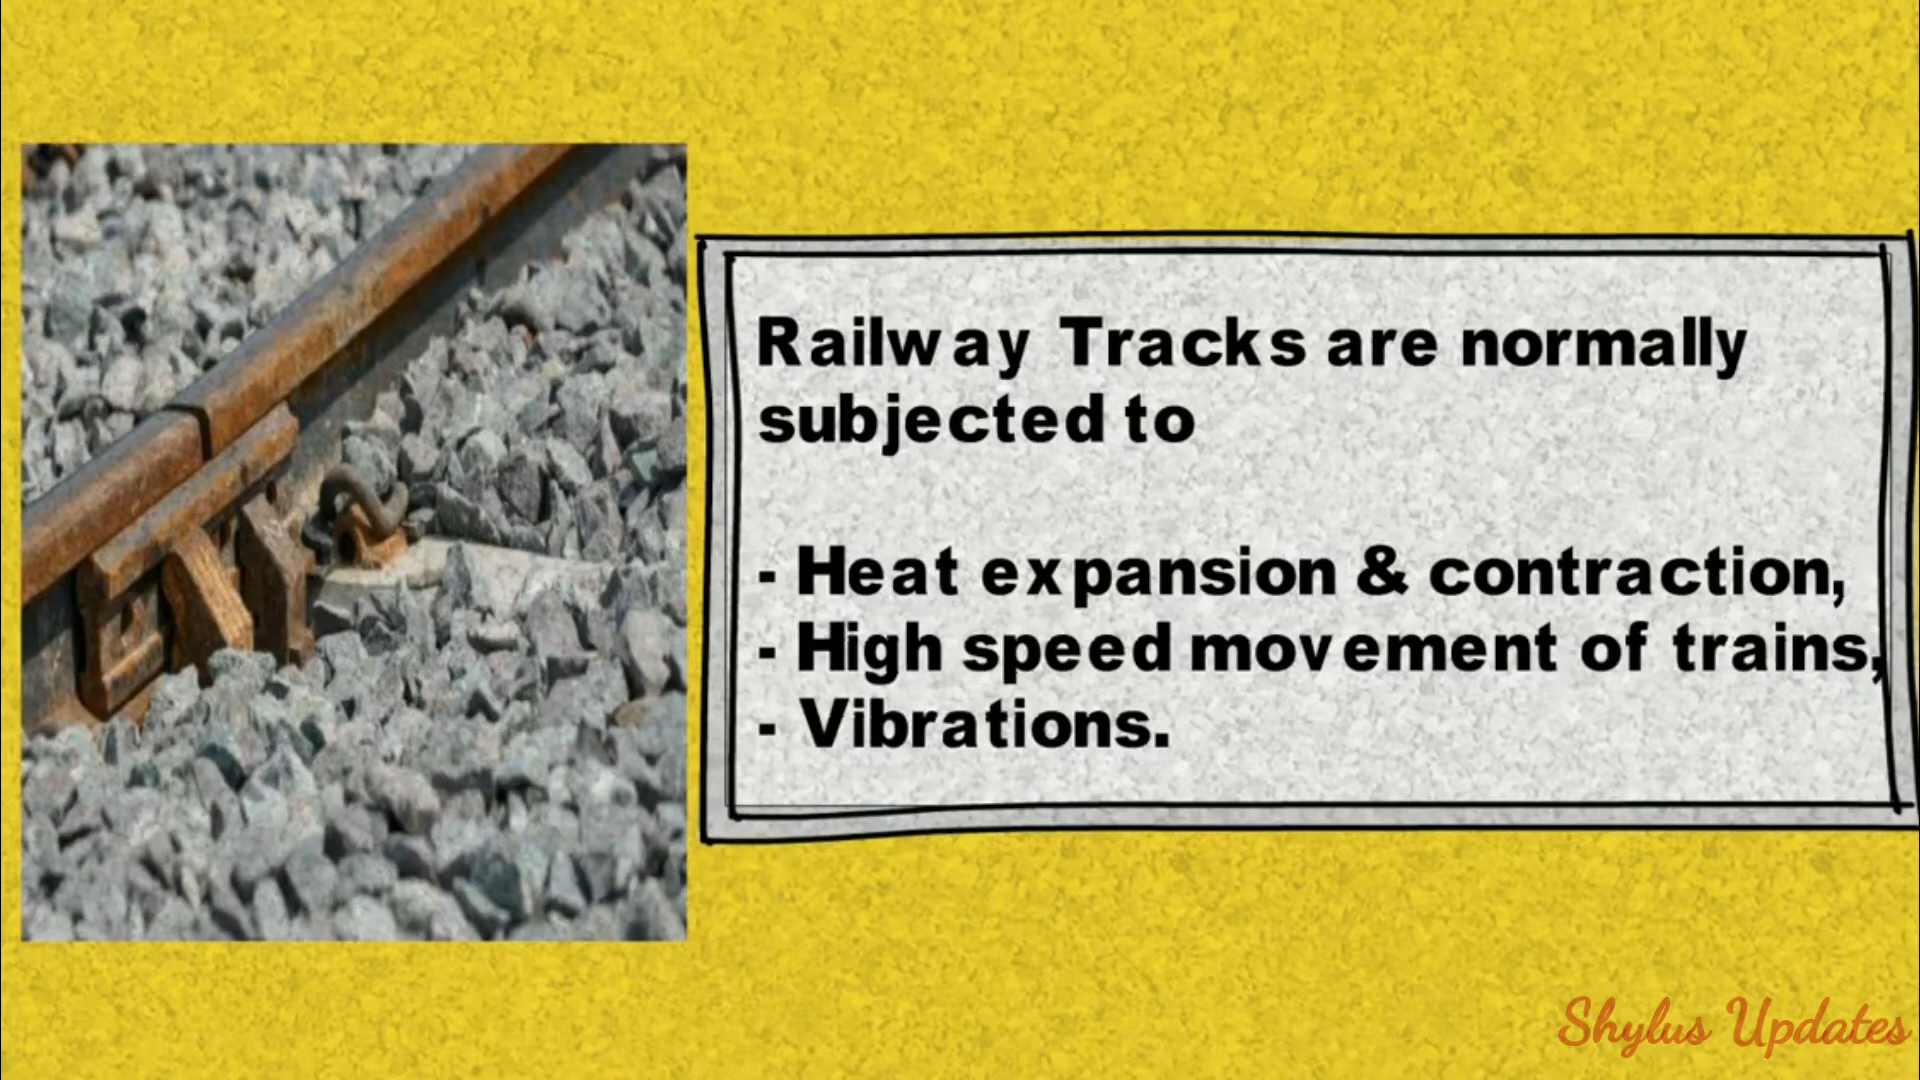 Railway Tracks are normally
subjected to
- Heat expansion & contraction,
- High speed movement of trains,
- Vibrations.
Shylus Updates